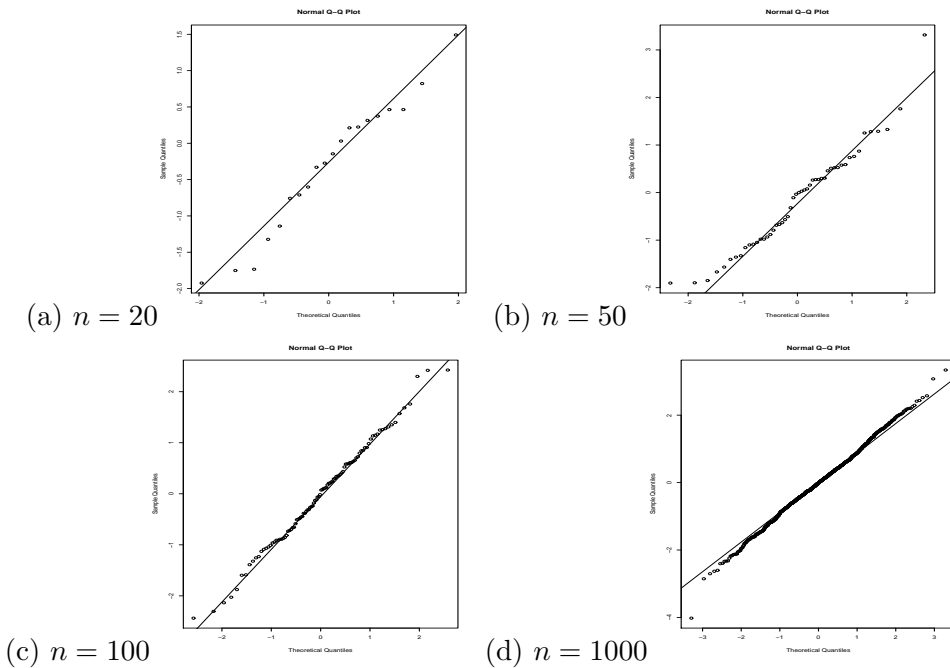 Normal Q−Q Plot
Sample Quantiles
1.5
1.0
0.5
0.0
−0.5
−1.0
−1.5
−2.0
−2
−1
0
1
2
Theoretical Quantiles
(a) n = 20
Normal Q−Q Plot
Sample Quantiles
3
2
1
0
−1
−2
−2
−1
0
1
2
Theoretical Quantiles
(b) n = 50
Normal Q−Q Plot
Sample Quantiles
2
1
0
−1
−2
−2
−1
0
1
2
Theoretical Quantiles
(c) n = 100
Normal Q−Q Plot
Sample Quantiles
2
0
−2
−4
−3
−2
−1
0
1
2
3
Theoretical Quantiles
(d) n = 1000